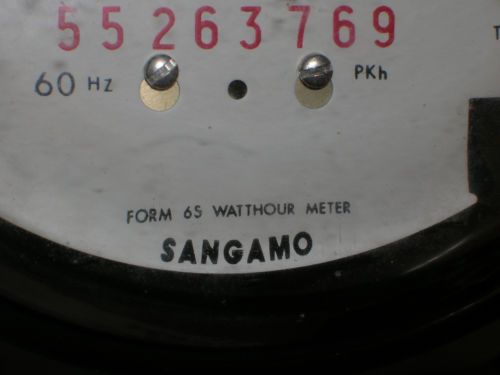 55263769
60 Hz
PKh
FORM 6S WATTHOUR METER
SANGAMO